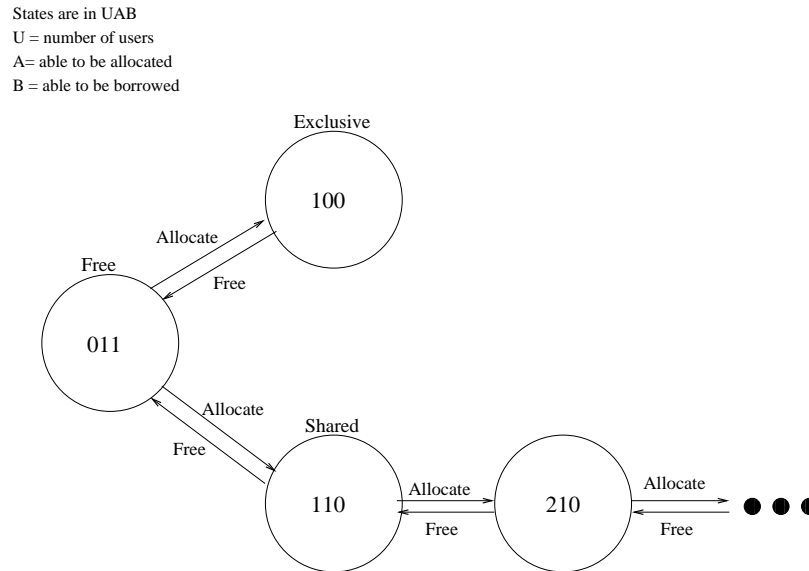 States are in UAB
U = number of users
A= able to be allocated
B = able to be borrowed
Exclusive
100
Allocate
Free
Free
011
Allocate
Free
Shared
110
Allocate
Free
210
Allocate
Free